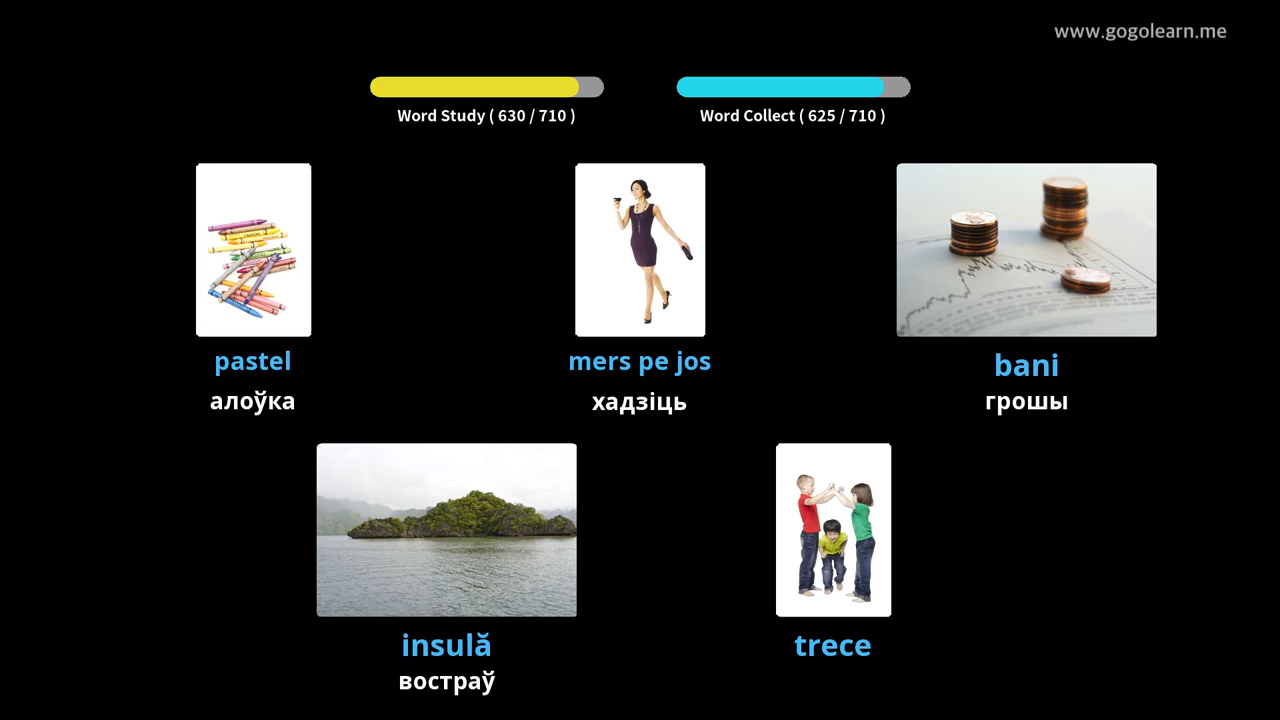 www.gogolearn.me
Word Study ( 630 / 710 )
Word Collect ( 625 / 710 )
pastel
алоўка
mers pe jos
хадзіць
bani
грошы
insulă
востраў
trece